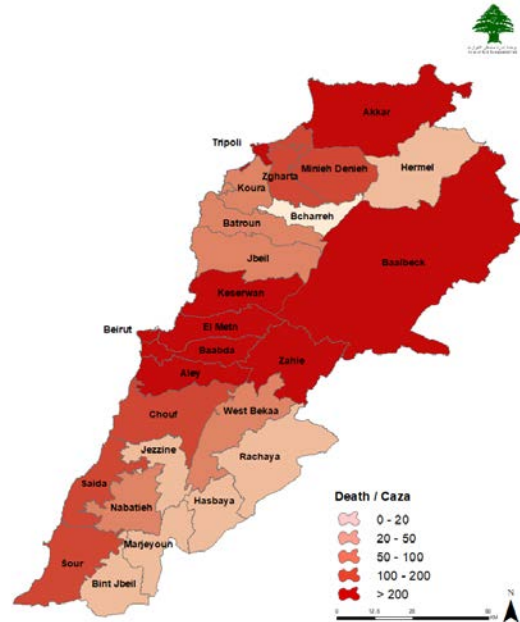 Akkar
Tripoli
Hermel
Minieh Denieh
Zgharta
Koura
Bcharreh
Batroun
Jbeil
Baalbeck
Keserwan
El Metn
Beirut
Baabda
Zahle
Aley
Chouf
West Bekaa
Jezzine
Rachaya
Saida
Hasbaya
Nabatieh
Marjeyoun
Sour
Bint Jbeil
Death / Caza
0 - 20
20 - 50
50 - 100
100 - 200
> 200
N